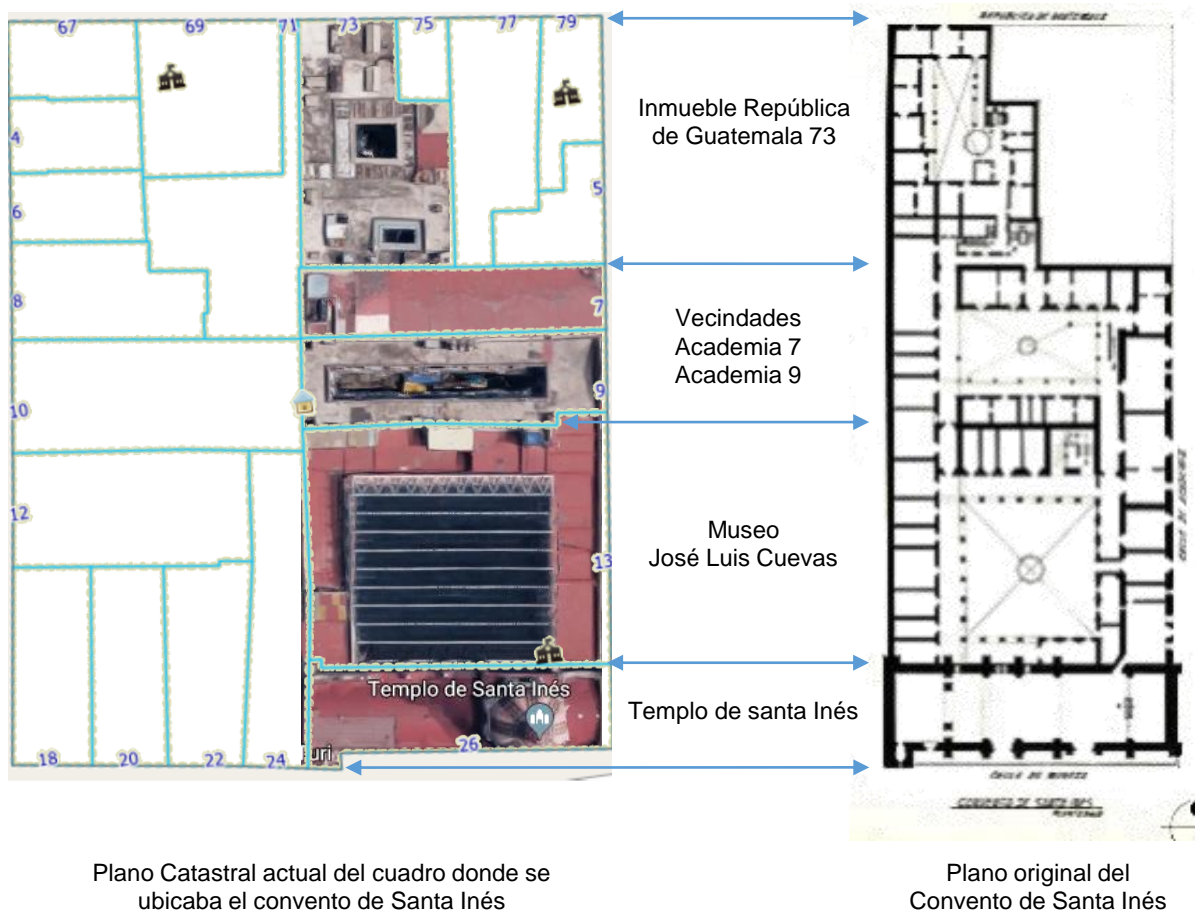 67
69
71
73
75
77
79
4
6
8
10
12
5
7
9
13
18
20
22
24
26
Templo de Santa Inés
uri
Inmueble República
de Guatemala 73
Vecindades
Academia 7
Academia 9
Museo
José Luis Cuevas
Templo de santa Inés
REPUBLICA DE GUATEMALA
CALLE DE MONEDA
CONVENTO DE SANTA INES
Plano Catastral actual del cuadro donde se
ubicaba el convento de Santa Inés
Plano original del
Convento de Santa Inés